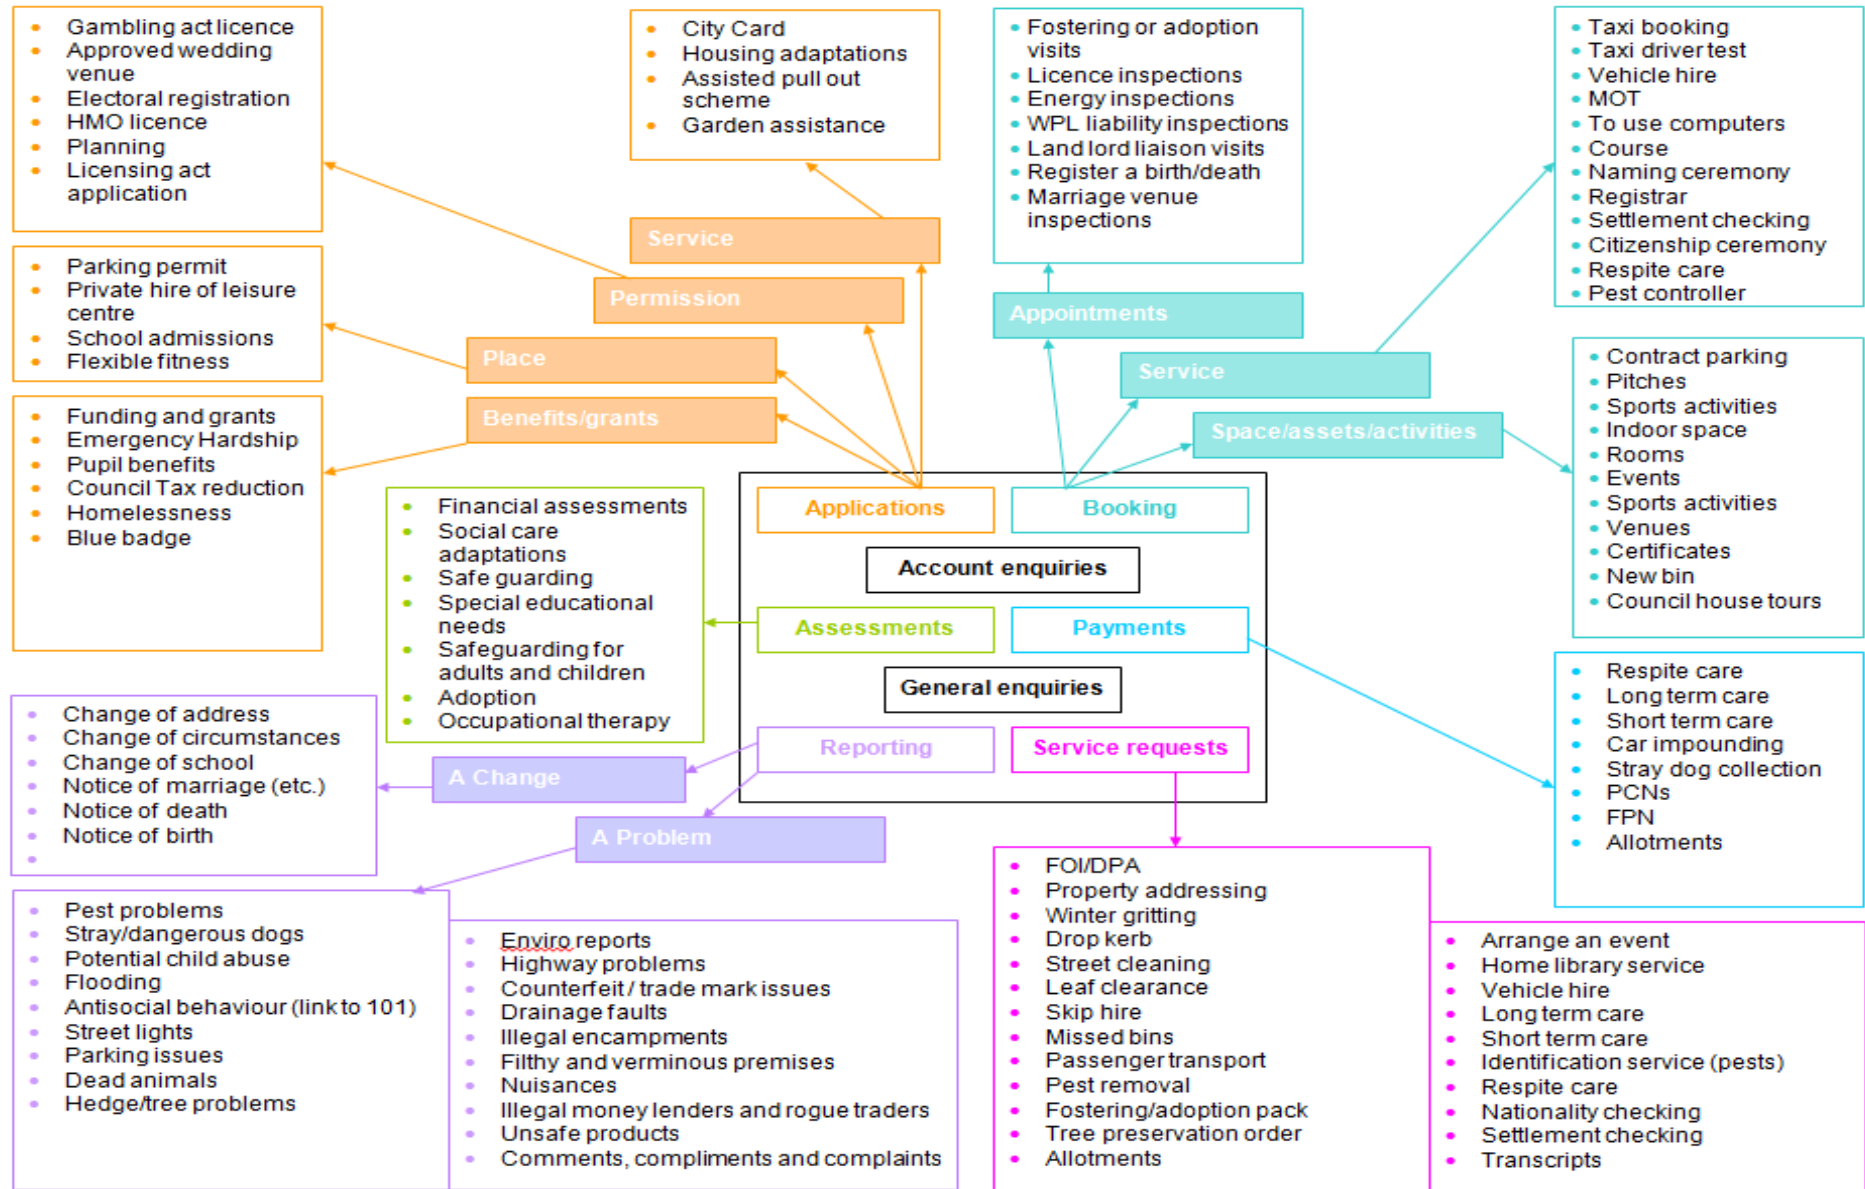 Gambling act licence
Approved wedding
venue
Electoral registration
HMO licence
Planning
Licensing act
application
City Card
Housing adaptations
Assisted pull out
scheme
Garden assistance
Fostering or adoption
visits
Licence inspections
Energy inspections
WPL liability inspections
Land lord liaison visits
Register a birth/death
Marriage venue
inspections
Taxi booking
Taxi driver test
Vehicle hire
MOT
To use computers
Course
Naming ceremony
Registrar
Settlement checking
Citizenship ceremony
Respite care
Pest controller
Service
Permission
Place
Benefits/grants
Appointments
Service
Space/assets/activities
Parking permit
Private hire of leisure
centre
School admissions
Flexible fitness
Funding and grants
Emergency Hardship
Pupil benefits
Council Tax reduction
Homelessness
Blue badge
Contract parking
Pitches
Sports activities
Indoor space
Rooms
Events
Sports activities
Venues
Certificates
New bin
Council house tours
Financial assessments
Social care
adaptations
Safe guarding
Special educational
needs
Safeguarding for
adults and children
Adoption
Occupational therapy
Applications
Booking
Account enquiries
Assessments
Payments
General enquiries
Reporting
Service requests
Respite care
Long term care
Short term care
Car impounding
Stray dog collection
PCNs
FPN
Allotments
Change of address
Change of circumstances
Change of school
Notice of marriage (etc.)
Notice of death
Notice of birth
A Change
A Problem
Pest problems
Stray/dangerous dogs
Potential child abuse
Flooding
Antisocial behaviour (link to 101)
Street lights
Parking issues
Dead animals
Hedge/tree problems
Enviro reports
Highway problems
Counterfeit / trade mark issues
Drainage faults
Illegal encampments
Filthy and verminous premises
Nuisances
Illegal money lenders and rogue traders
Unsafe products
Comments, compliments and complaints
FOI/DPA
Property addressing
Winter gritting
Drop kerb
Street cleaning
Leaf clearance
Skip hire
Missed bins
Passenger transport
Pest removal
Fostering/adoption pack
Tree preservation order
Allotments
Arrange an event
Home library service
Vehicle hire
Long term care
Short term care
Identification service (pests)
Respite care
Nationality checking
Settlement checking
Transcripts